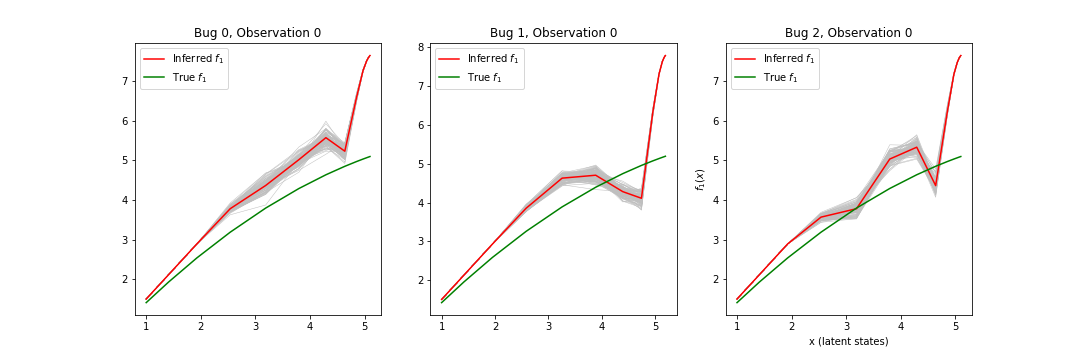 Bug 0, Observation 0
Inferred f₁
True f₁
7
6
5
4
3
2
1 2 3 4 5
Bug 1, Observation 0
Inferred f₁
True f₁
8
7
6
5
4
3
2
1 2 3 4 5
Bug 2, Observation 0
Inferred f₁
True f₁
f₁(x)
7
6
5
4
3
2
1 2 3 4 5
x (latent states)